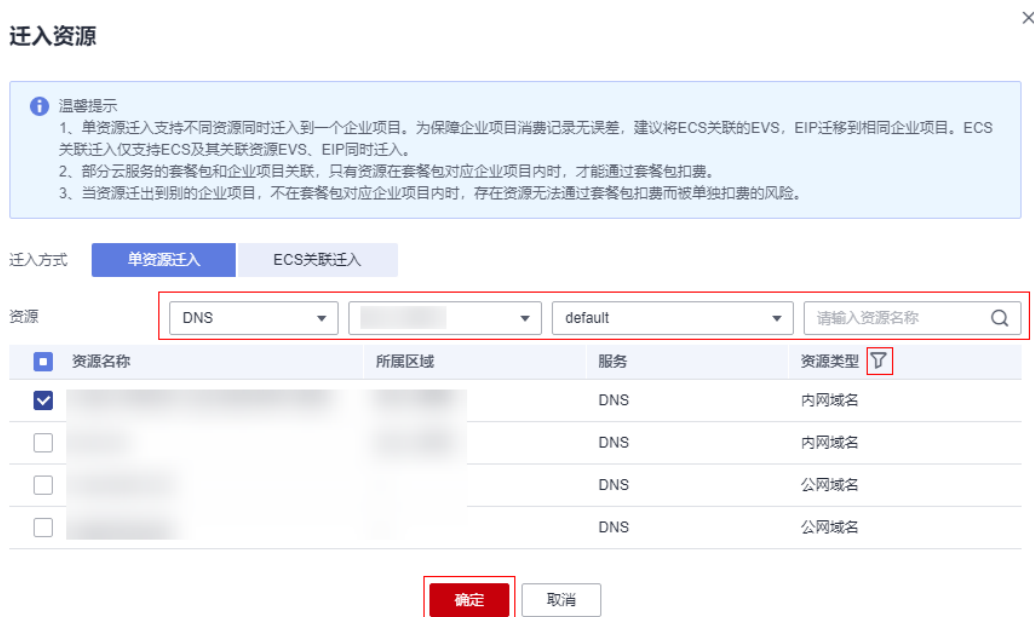 迁入资源
温馨提示
1、单资源迁入支持不同资源同时迁入到一个企业项目。为保障企业项目消费记录无误差，建议将ECS关联的EVS，EIP迁移到相同企业项目。ECS
关联迁入仅支持ECS及其关联资源EVS、EIP同时迁入。
2、部分云服务的套餐包和企业项目关联，只有资源在套餐包对应企业项目内时，才能通过套餐包扣费。
3、当资源迁出到别的企业项目，不在套餐包对应企业项目内时，存在资源无法通过套餐包扣费而被单独扣费的风险。
迁入方式 单资源迁入 ECS关联迁入
资源 DNS default 请输入资源名称
资源名称 所属区域 服务 资源类型
DNS 内网域名
DNS 内网域名
DNS 公网域名
DNS 公网域名
确定 取消